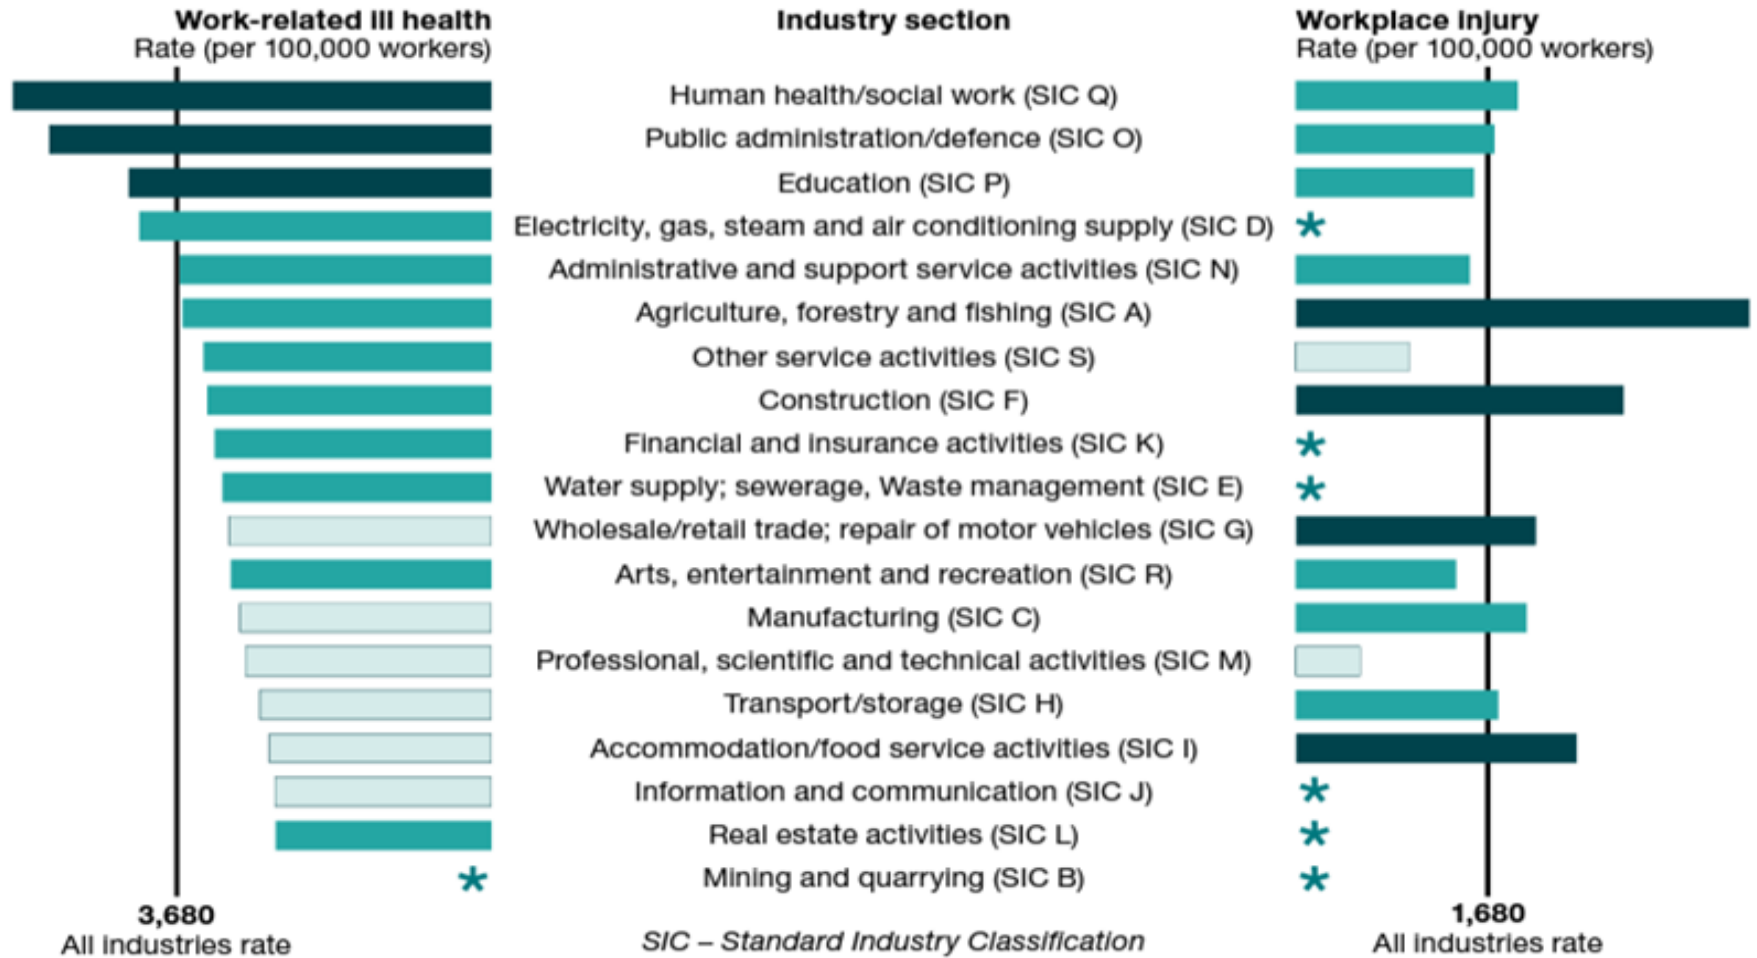 Work-related ill health
Rate (per 100,000 workers)
Industry section
Workplace injury
Rate (per 100,000 workers)
Human health/social work (SIC Q)
Public administration/defence (SIC O)
Education (SIC P)
Electricity, gas, steam and air conditioning supply (SIC D)
*
Administrative and support service activities (SIC N)
Agriculture, forestry and fishing (SIC A)
Other service activities (SIC S)
Construction (SIC F)
Financial and insurance activities (SIC K)
*
Water supply; sewerage, Waste management (SIC E)
*
Wholesale/retail trade; repair of motor vehicles (SIC G)
Arts, entertainment and recreation (SIC R)
Manufacturing (SIC C)
Professional, scientific and technical activities (SIC M)
Transport/storage (SIC H)
Accommodation/food service activities (SIC I)
Information and communication (SIC J)
*
Real estate activities (SIC L)
*
*
Mining and quarrying (SIC B)
*
3,680
All industries rate
SIC – Standard Industry Classification
1,680
All industries rate